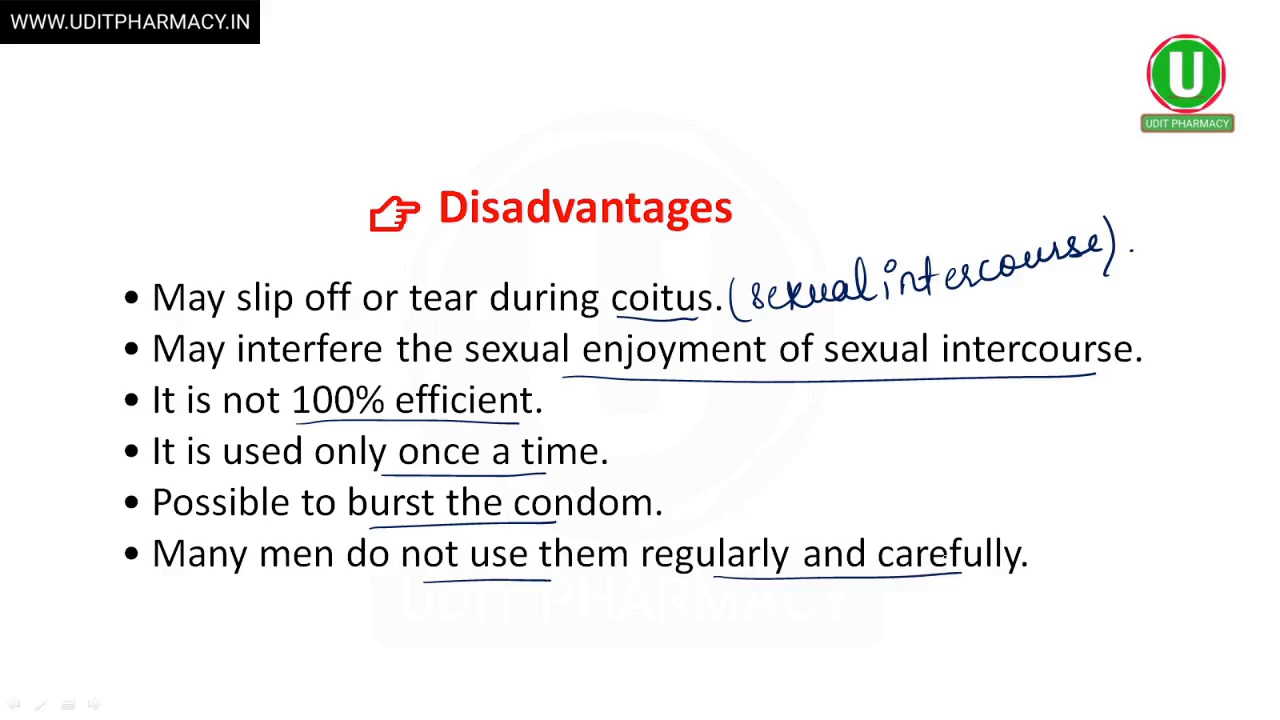 WWW.UDITPHARMACY.IN
U
UDIT PHARMACY
Disadvantages
• May slip off or tear during coitus. (sexual intercourse).
• May interfere the sexual enjoyment of sexual intercourse.
• It is not 100% efficient.
• It is used only once a time.
• Possible to burst the condom.
• Many men do not use them regularly and carefully.
UDIT PHARMACY